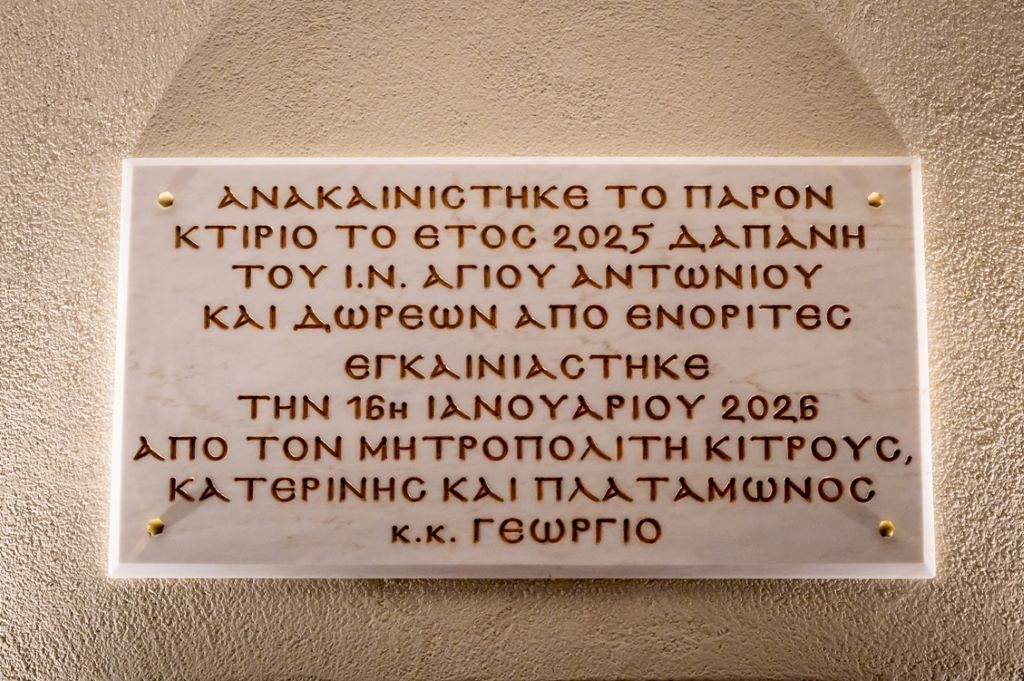 ΑΝΑΚΑΙΝΙΣΤΗΚΕ ΤΟ ΠΑΡΟΝ
ΚΤΙΡΙΟ ΤΟ ΕΤΟΣ 2025 ΔΑΠΑΝΗ
ΤΟΥ Ι.Ν. ΑΓΙΟΥ ΑΝΤΩΝΙΟΥ
ΚΑΙ ΔΩΡΕΩΝ ΑΠΟ ΕΝΟΡΙΤΕΣ
ΕΓΚΑΙΝΙΑΣΤΗΚΕ
ΤΗΝ 16η ΙΑΝΟΥΑΡΙΟΥ 2026
ΑΠΟ ΤΟΝ ΜΗΤΡΟΠΟΛΙΤΗ ΚΙΤΡΟΥΣ,
ΚΑΤΕΡΙΝΗΣ ΚΑΙ ΠΛΑΤΑΜΩΝΟΣ
κ.κ. ΓΕΩΡΓΙΟ